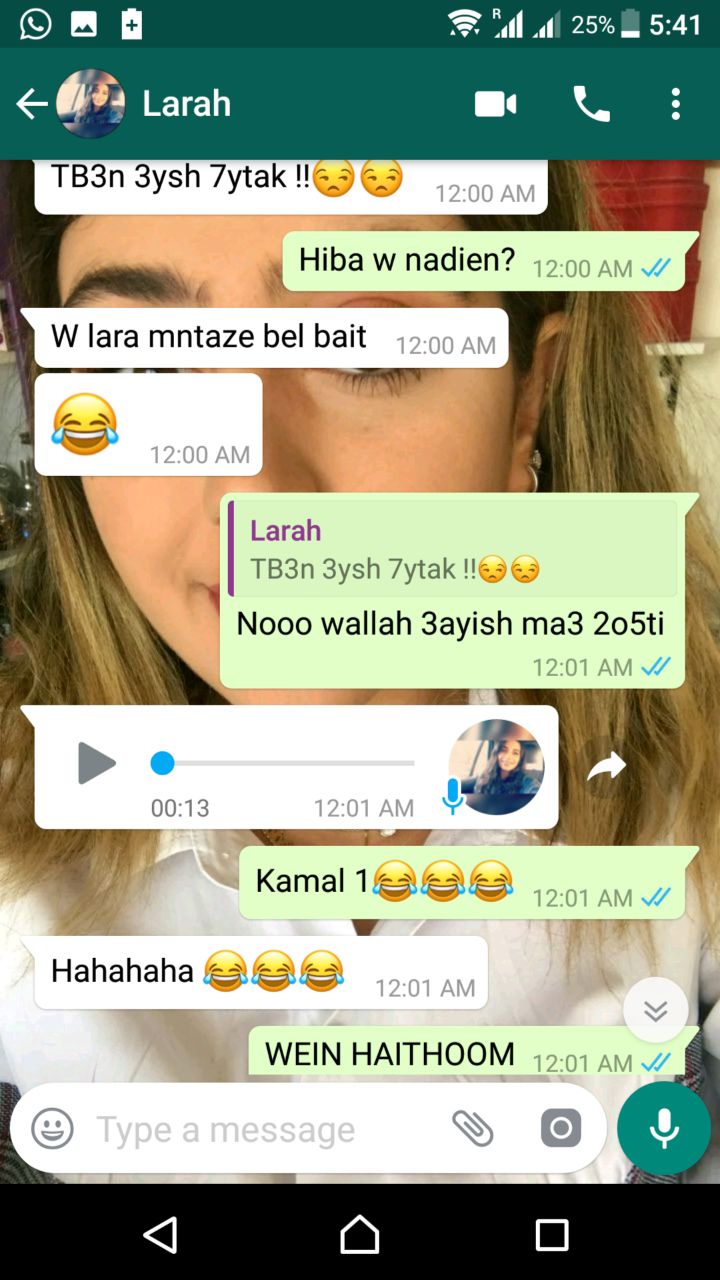 R 25% 5:41
Larah
TB3n 3ysh 7ytak !!😒😒 12:00 AM
Hiba w nadien? 12:00 AM
W lara mntaze bel bait 12:00 AM
😂 12:00 AM
Larah
TB3n 3ysh 7ytak !!😒😒
Nooo wallah 3ayish ma3 2o5ti
12:01 AM
00:13 12:01 AM
Kamal 1😂😂😂 12:01 AM
Hahahaha 😂😂😂 12:01 AM
WEIN HAITHOOM 12:01 AM
Type a message